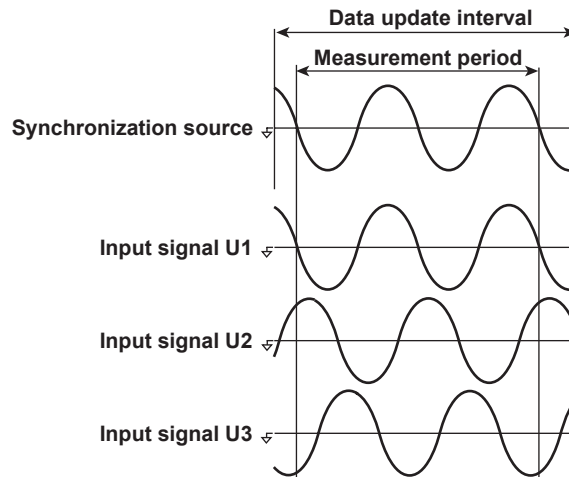 Data update interval
Measurement period
Synchronization source
Input signal U1
Input signal U2
Input signal U3